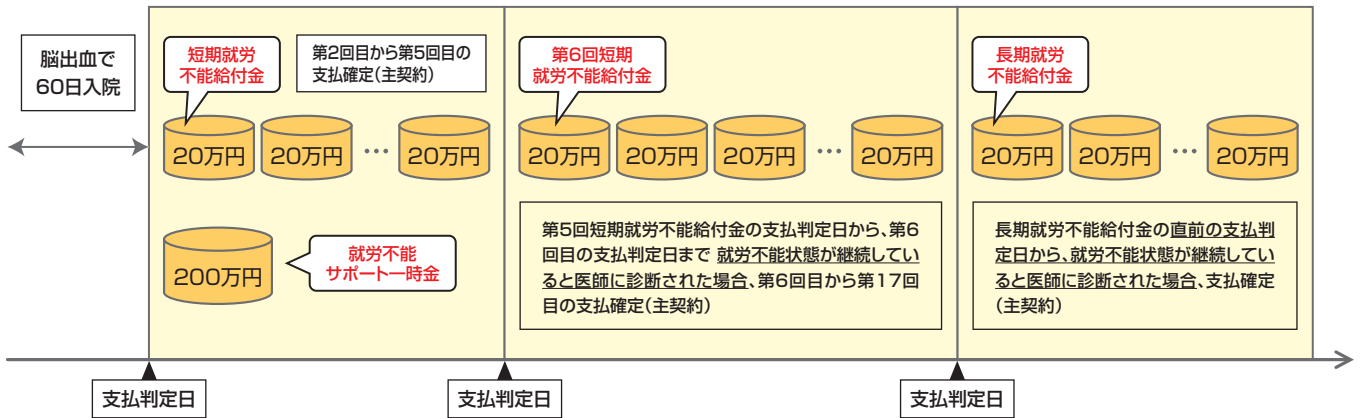 脳出血で
60日入院
短期就労
不能給付金
第2回目から第5回目の
支払確定(主契約)
20万円
20万円
…
20万円
200万円
就労不能
サポート一時金
第6回短期
就労不能給付金
20万円
20万円
20万円
…
20万円
第5回短期就労不能給付金の支払判定日から、第6
回目の支払判定日まで 就労不能状態が継続してい
ると医師に診断された場合、第6回目から第17回
目の支払確定(主契約)
長期就労
不能給付金
20万円
20万円
…
20万円
長期就労不能給付金の直前の支払判
定日から、就労不能状態が継続してい
ると医師に診断された場合、支払確定
(主契約)
支払判定日
支払判定日
支払判定日